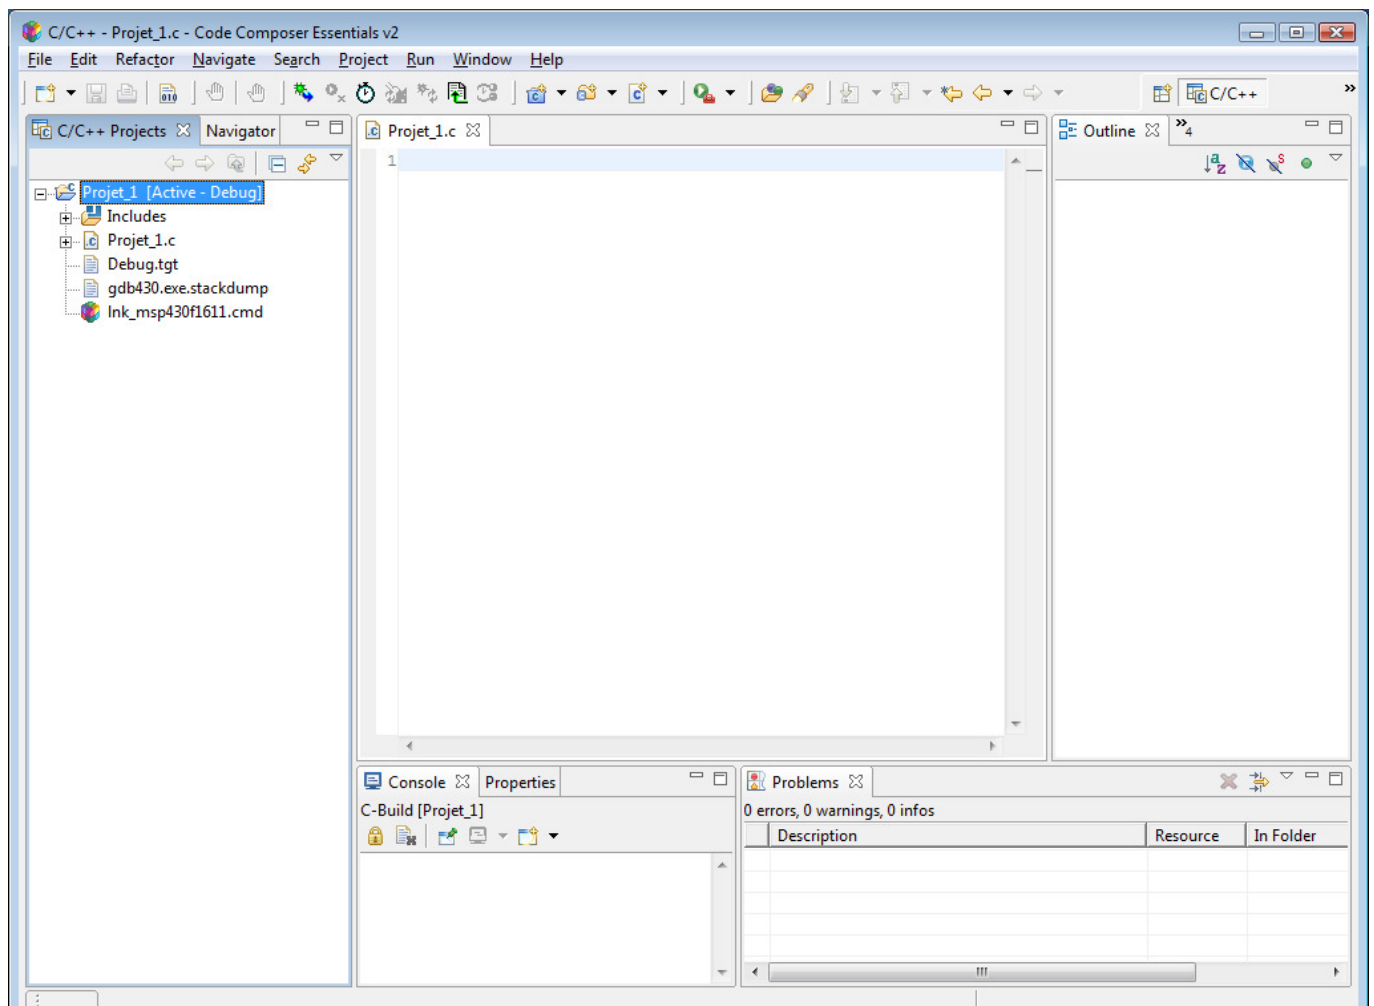 C/C++ - Projet_1.c - Code Composer Essentials v2
File Edit Refactor Navigate Search Project Run Window Help
C/C++
C/C++ Projects Navigator
Projet_1.c
Outline
4
1
Projet_1 [Active - Debug]
Includes
Projet_1.c
Debug.tgt
gdb430.exe.stackdump
lnk_msp430f1611.cmd
Console Properties
C-Build [Projet_1]
Problems
0 errors, 0 warnings, 0 infos
Description Resource In Folder